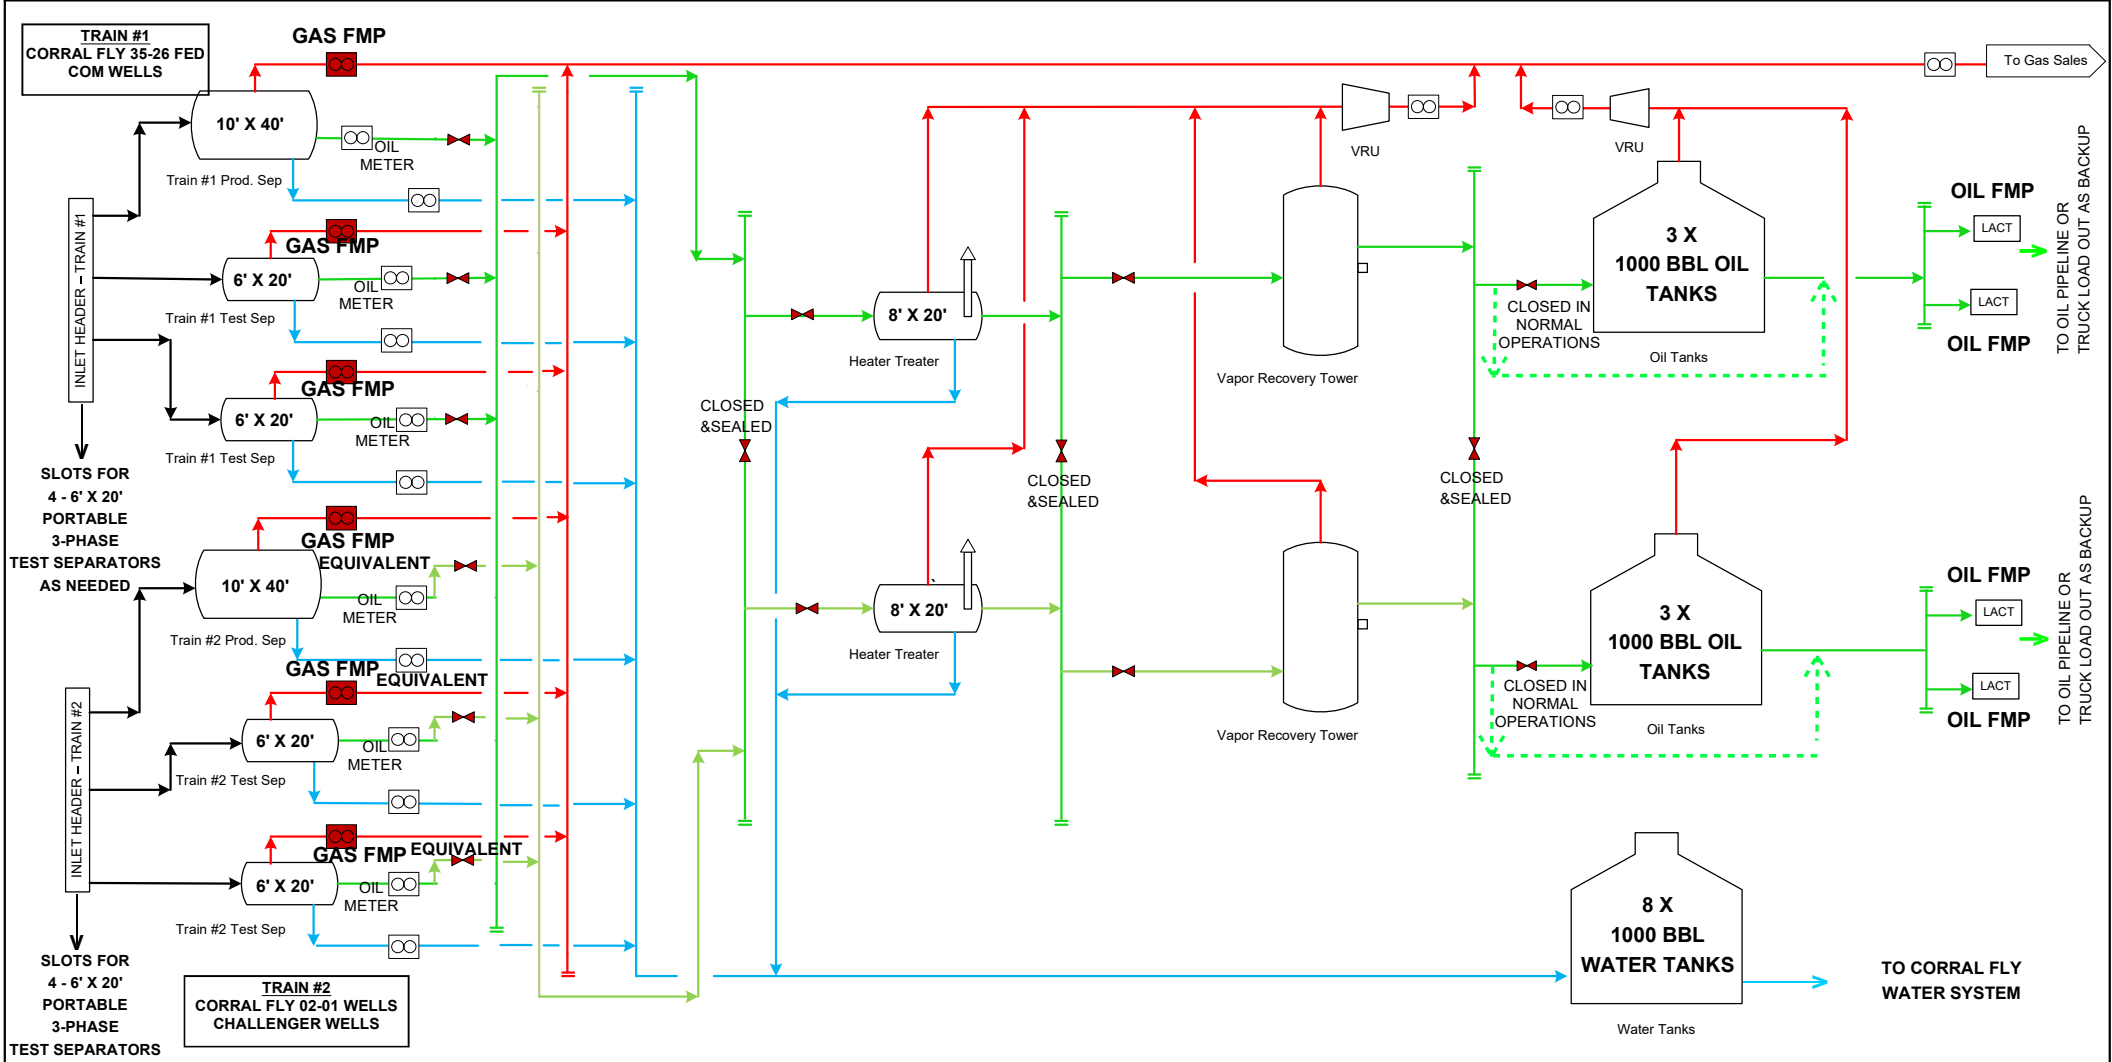 TRAIN #1
CORRAL FLY 35-26 FED
COM WELLS
GAS FMP
To Gas Sales
10' X 40'
OIL
METER
Train #1 Prod. Sep
VRU
VRU
INLET HEADER – TRAIN #1
GAS FMP
6' X 20'
OIL
METER
Train #1 Test Sep
GAS FMP
6' X 20'
OIL
METER
Train #1 Test Sep
SLOTS FOR
4 - 6' X 20'
PORTABLE
3-PHASE
TEST SEPARATORS
AS NEEDED
8' X 20'
Heater Treater
Vapor Recovery Tower
3 X
1000 BBL OIL
TANKS
Oil Tanks
CLOSED IN
NORMAL
OPERATIONS
OIL FMP
LACT
LACT
OIL FMP
TO OIL PIPELINE OR
TRUCK LOAD OUT AS BACKUP
CLOSED
&SEALED
CLOSED
&SEALED
CLOSED
&SEALED
GAS FMP
EQUIVALENT
10' X 40'
OIL
METER
Train #2 Prod. Sep
GAS FMP
EQUIVALENT
6' X 20'
OIL
METER
Train #2 Test Sep
INLET HEADER – TRAIN #2
GAS FMP
EQUIVALENT
6' X 20'
OIL
METER
Train #2 Test Sep
SLOTS FOR
4 - 6' X 20'
PORTABLE
3-PHASE
TEST SEPARATORS
TRAIN #2
CORRAL FLY 02-01 WELLS
CHALLENGER WELLS
8' X 20'
Heater Treater
Vapor Recovery Tower
3 X
1000 BBL OIL
TANKS
Oil Tanks
CLOSED IN
NORMAL
OPERATIONS
OIL FMP
LACT
LACT
OIL FMP
TO OIL PIPELINE OR
TRUCK LOAD OUT AS BACKUP
8 X
1000 BBL
WATER TANKS
Water Tanks
TO CORRAL FLY
WATER SYSTEM